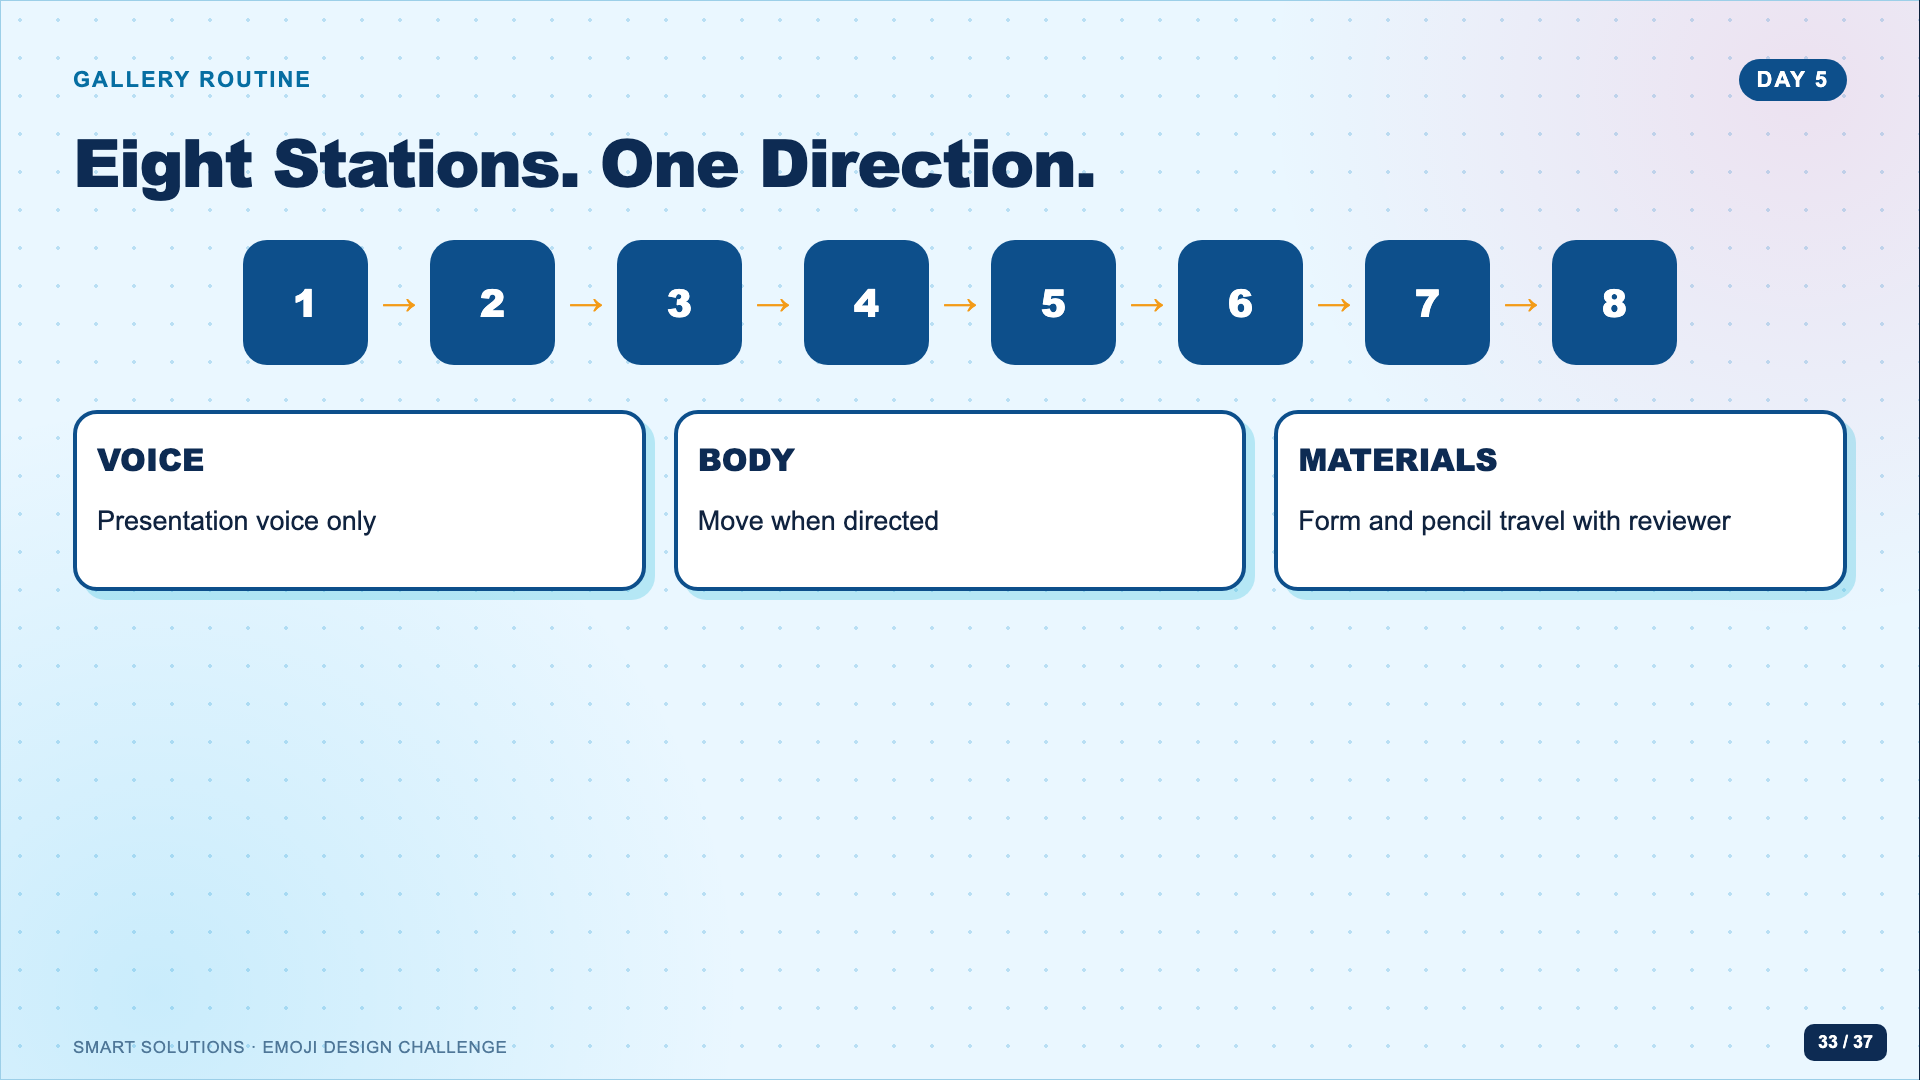 GALLERY ROUTINE
DAY 5
Eight Stations. One Direction.
1 → 2 → 3 → 4 → 5 → 6 → 7 → 8
VOICE
Presentation voice only
BODY
Move when directed
MATERIALS
Form and pencil travel with reviewer
SMART SOLUTIONS · EMOJI DESIGN CHALLENGE
33 / 37